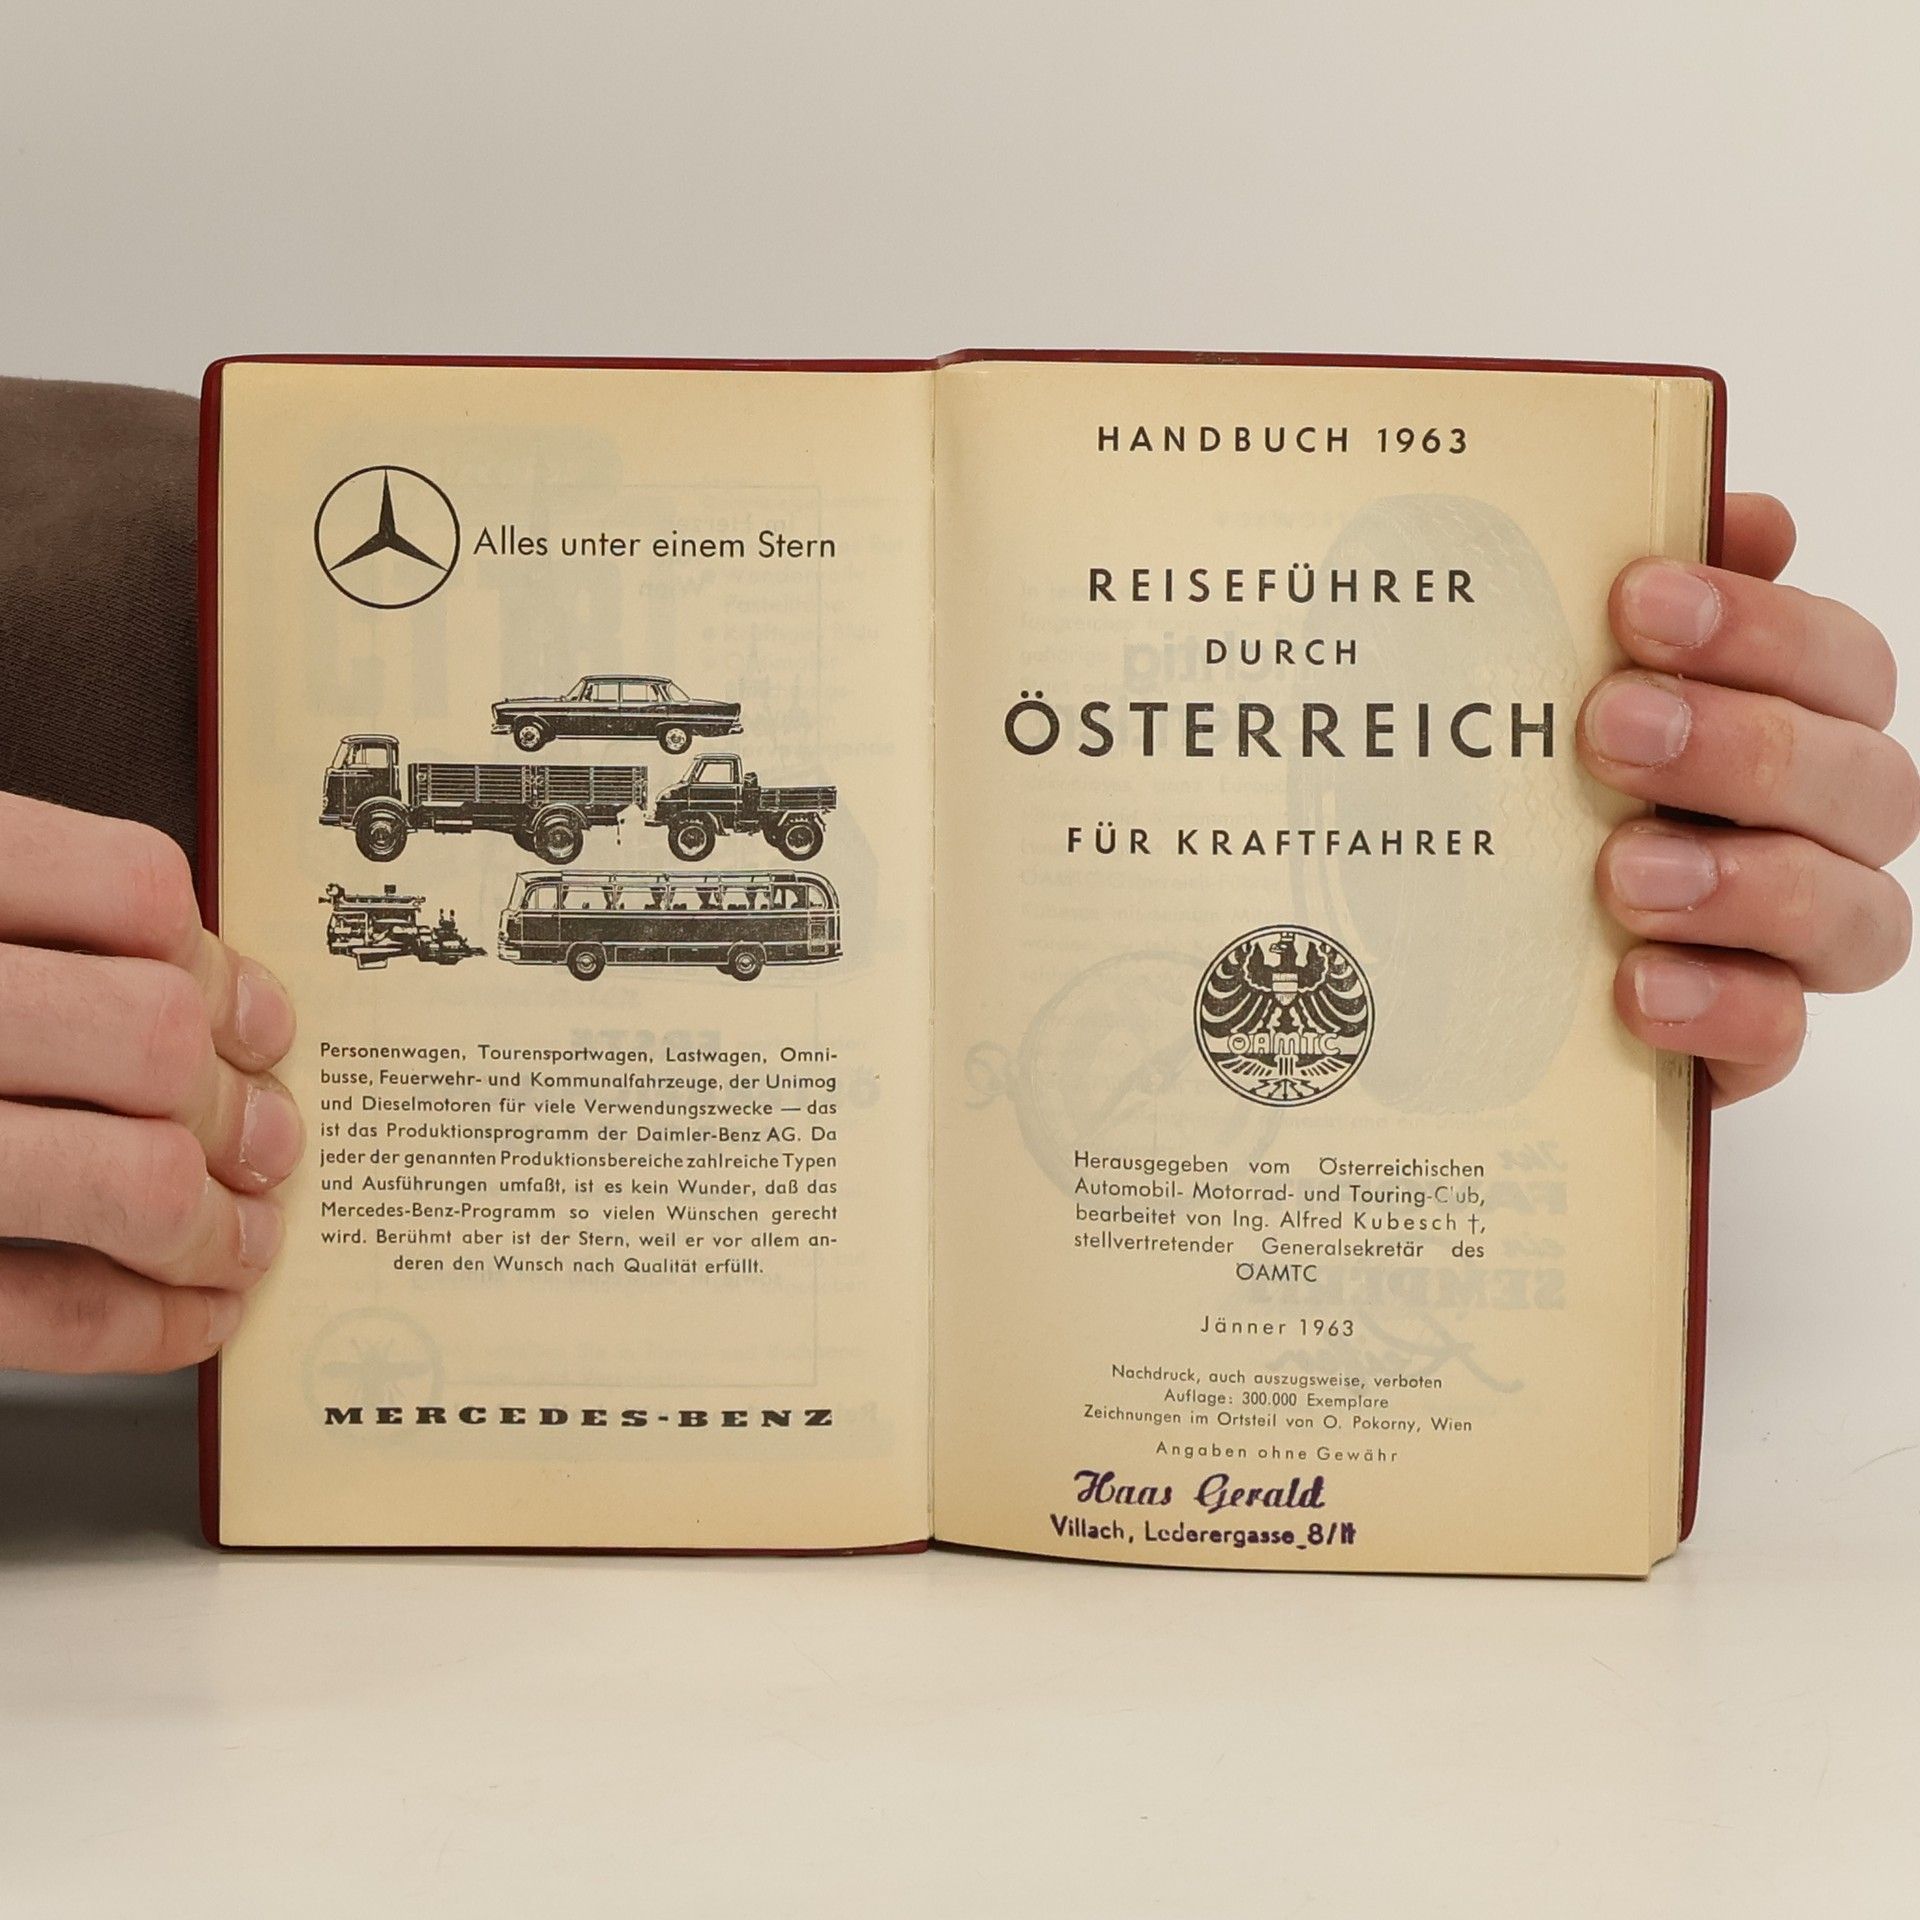 Alles unter einem Stern
Personenwagen, Tourensportwagen, Lastwagen, Omni-
busse, Feuerwehr- und Kommunalfahrzeuge, der Unimog
und Dieselmotoren für viele Verwendungszwecke — das
ist das Produktionsprogramm der Daimler-Benz AG. Da
jeder der genannten Produktionsbereiche zahlreiche Typen
und Ausführungen umfaßt, ist es kein Wunder, daß das
Mercedes-Benz-Programm so vielen Wünschen gerecht
wird. Berühmt aber ist der Stern, weil er vor allem an-
deren den Wunsch nach Qualität erfüllt.
MERCEDES-BENZ
HANDBUCH 1963
REISEFÜHRER
DURCH
ÖSTERREICH
FÜR KRAFTFAHRER
ÖAMTC
Herausgegeben vom Österreichischen
Automobil- Motorrad- und Touring-Club,
bearbeitet von Ing. Alfred Kubesch †,
stellvertretender Generalsekretär des
ÖAMTC
Jänner 1963
Nachdruck, auch auszugsweise, verboten
Auflage: 300.000 Exemplare
Zeichnungen im Ortsteil von O. Pokorny, Wien
Angaben ohne Gewähr
Haas Gerald
Villach, Lederergasse 8/II